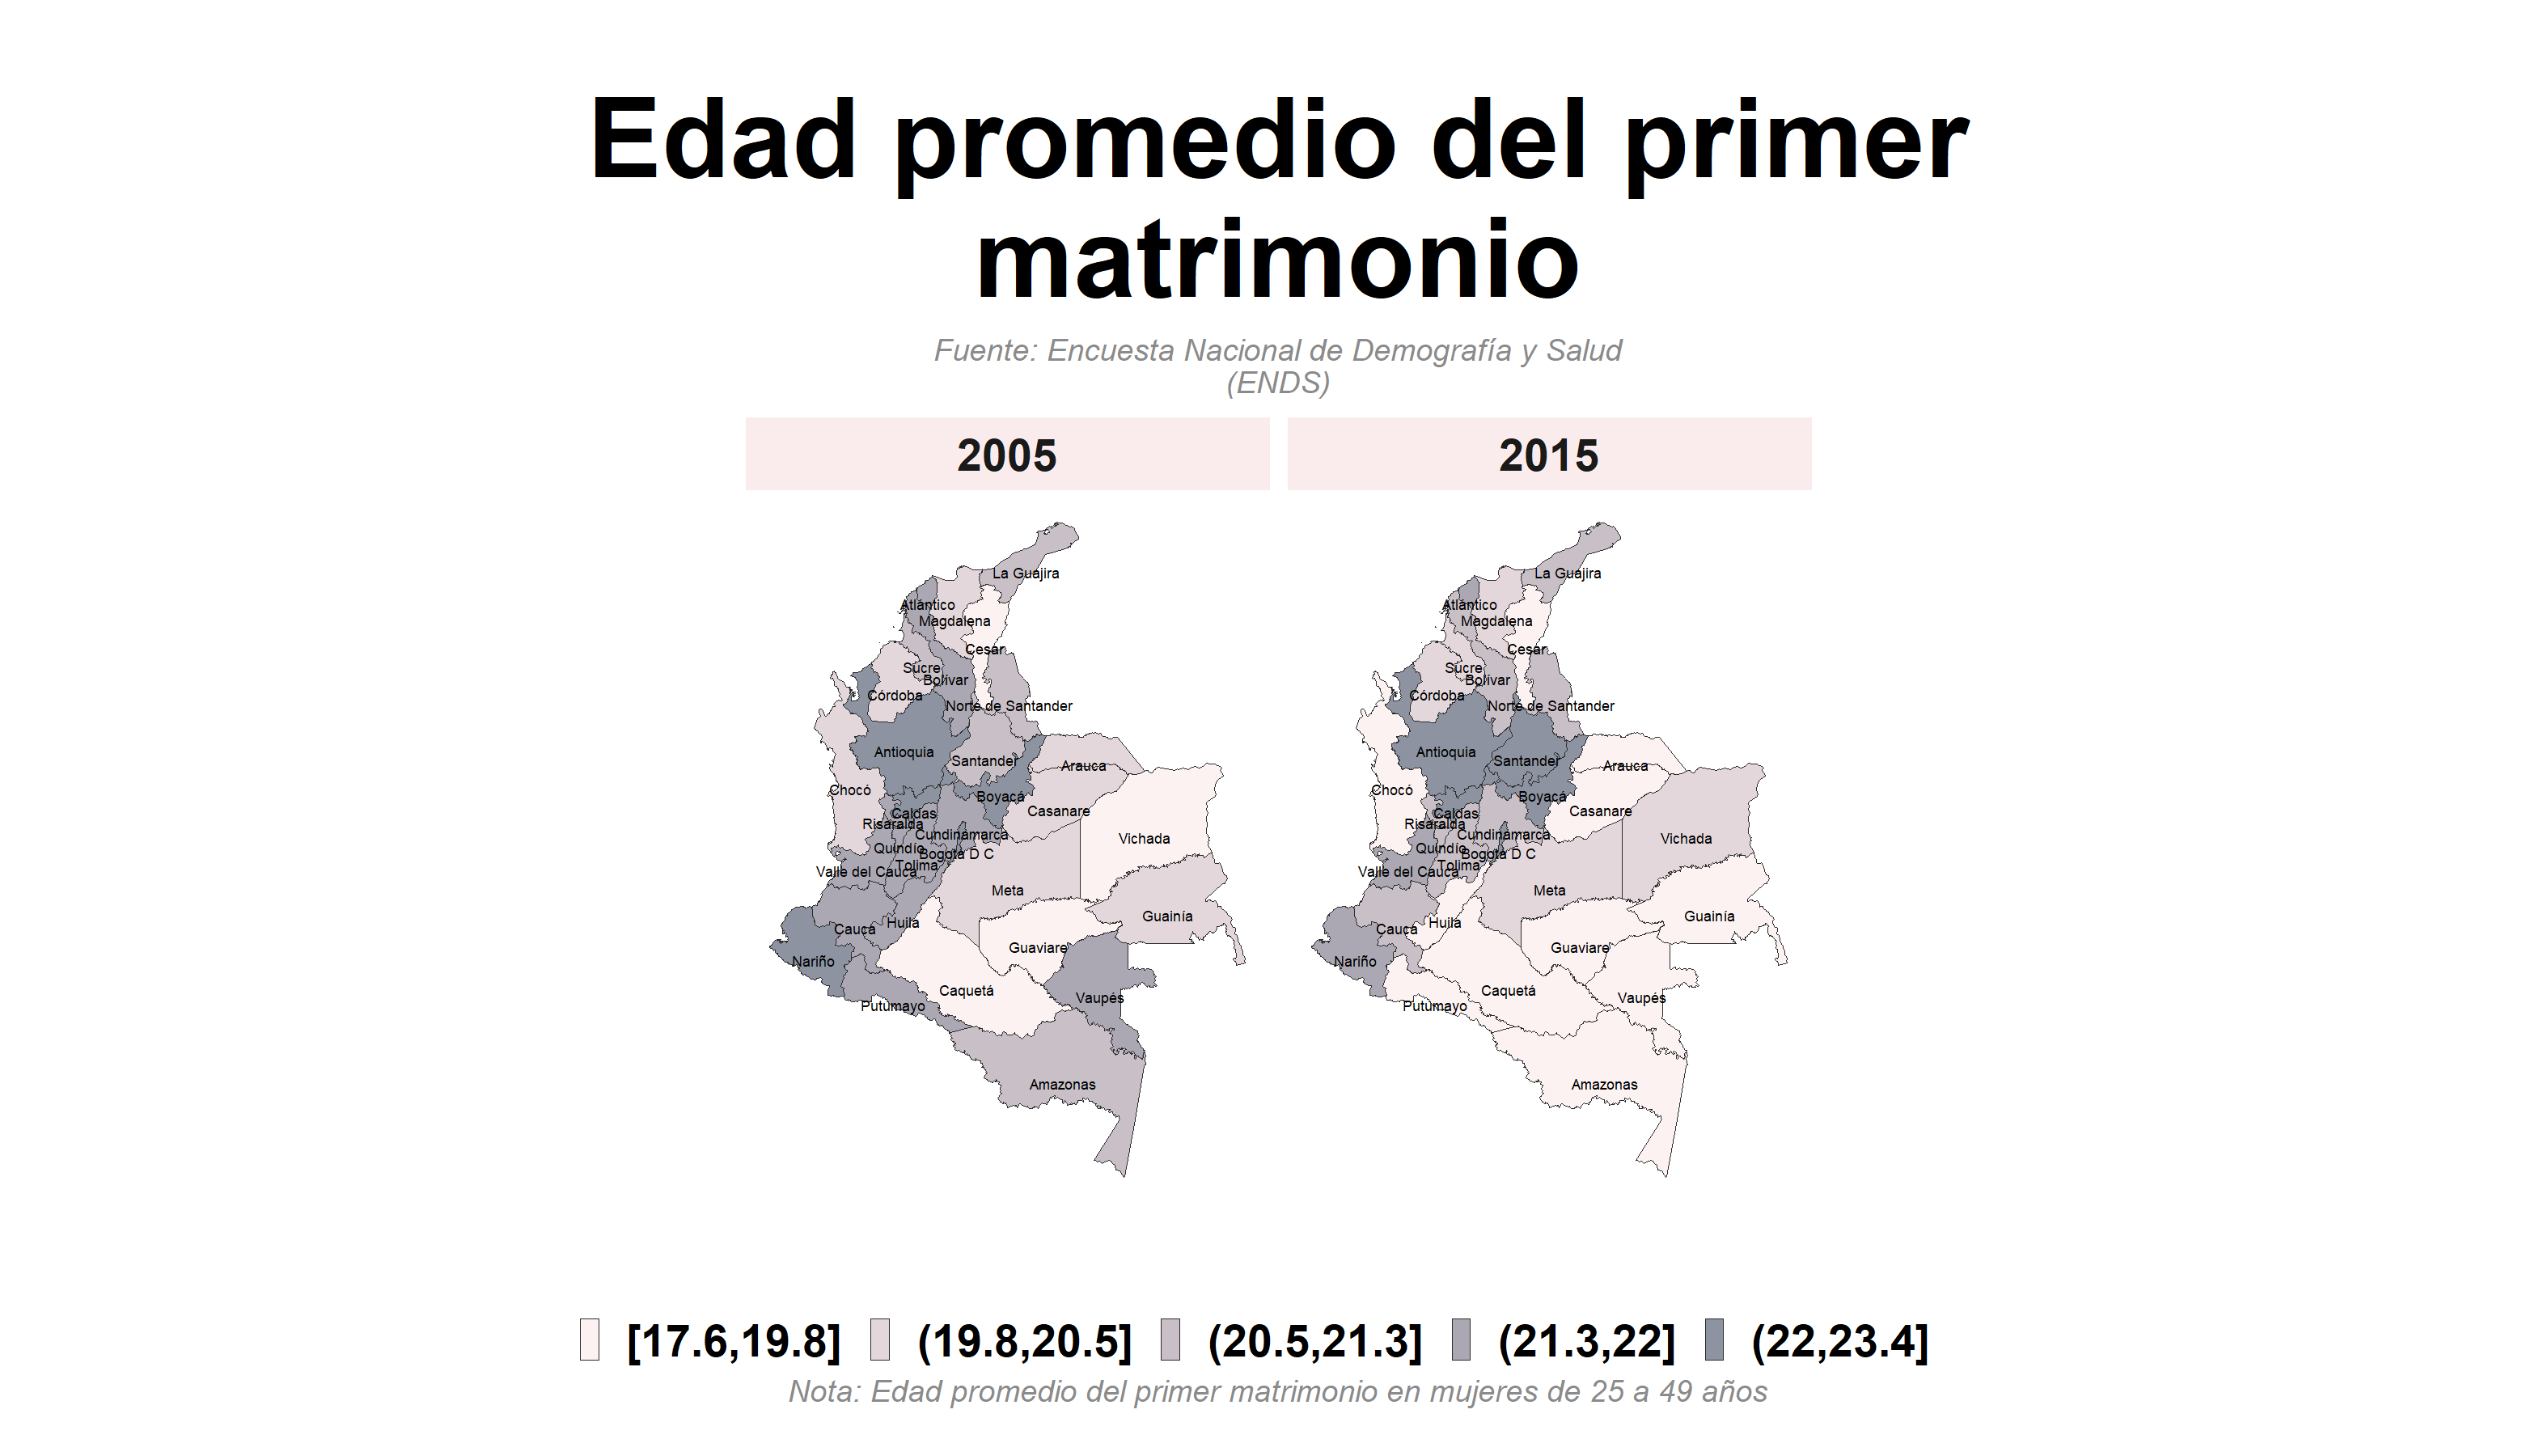 Edad promedio del primer
matrimonio
Fuente: Encuesta Nacional de Demografía y Salud
(ENDS)
2005
2015
La Guajira
Atlántico
Magdalena
Cesar
Sucre
Bolívar
Córdoba
Norte de Santander
Antioquia
Santander
Arauca
Chocó
Boyacá
Casanare
Caldas
Risaralda
Cundinamarca
Vichada
Quindío
Bogotá D C
Tolima
Valle del Cauca
Meta
Guainía
Huila
Cauca
Guaviare
Nariño
Caquetá
Vaupés
Putumayo
Amazonas
La Guajira
Atlántico
Magdalena
Cesar
Sucre
Bolívar
Córdoba
Norte de Santander
Antioquia
Santander
Arauca
Chocó
Boyacá
Casanare
Caldas
Risaralda
Cundinamarca
Vichada
Quindío
Bogotá D C
Tolima
Valle del Cauca
Meta
Guainía
Huila
Cauca
Guaviare
Nariño
Caquetá
Vaupés
Putumayo
Amazonas
[17.6,19.8] (19.8,20.5] (20.5,21.3] (21.3,22] (22,23.4]
Nota: Edad promedio del primer matrimonio en mujeres de 25 a 49 años